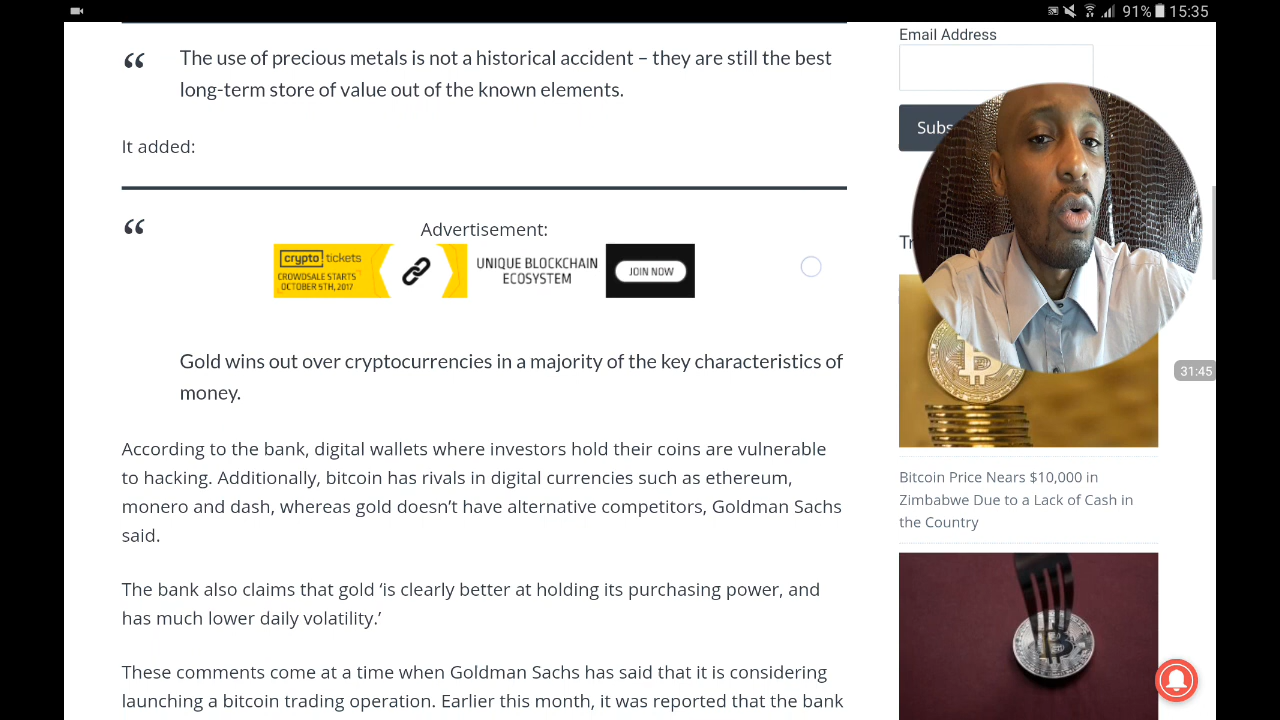 91% 15:35
“ The use of precious metals is not a historical accident – they are still the best
long-term store of value out of the known elements.
It added:
“
Advertisement:
crypto! tickets
CROWDSALE STARTS
OCTOBER 5TH, 2017
UNIQUE BLOCKCHAIN
ECOSYSTEM
JOIN NOW
Gold wins out over cryptocurrencies in a majority of the key characteristics of
money.
According to the bank, digital wallets where investors hold their coins are vulnerable
to hacking. Additionally, bitcoin has rivals in digital currencies such as ethereum,
monero and dash, whereas gold doesn’t have alternative competitors, Goldman Sachs
said.
The bank also claims that gold ‘is clearly better at holding its purchasing power, and
has much lower daily volatility.’
These comments come at a time when Goldman Sachs has said that it is considering
launching a bitcoin trading operation. Earlier this month, it was reported that the bank
Email Address
Subs
Tr
31:45
Bitcoin Price Nears $10,000 in
Zimbabwe Due to a Lack of Cash in
the Country